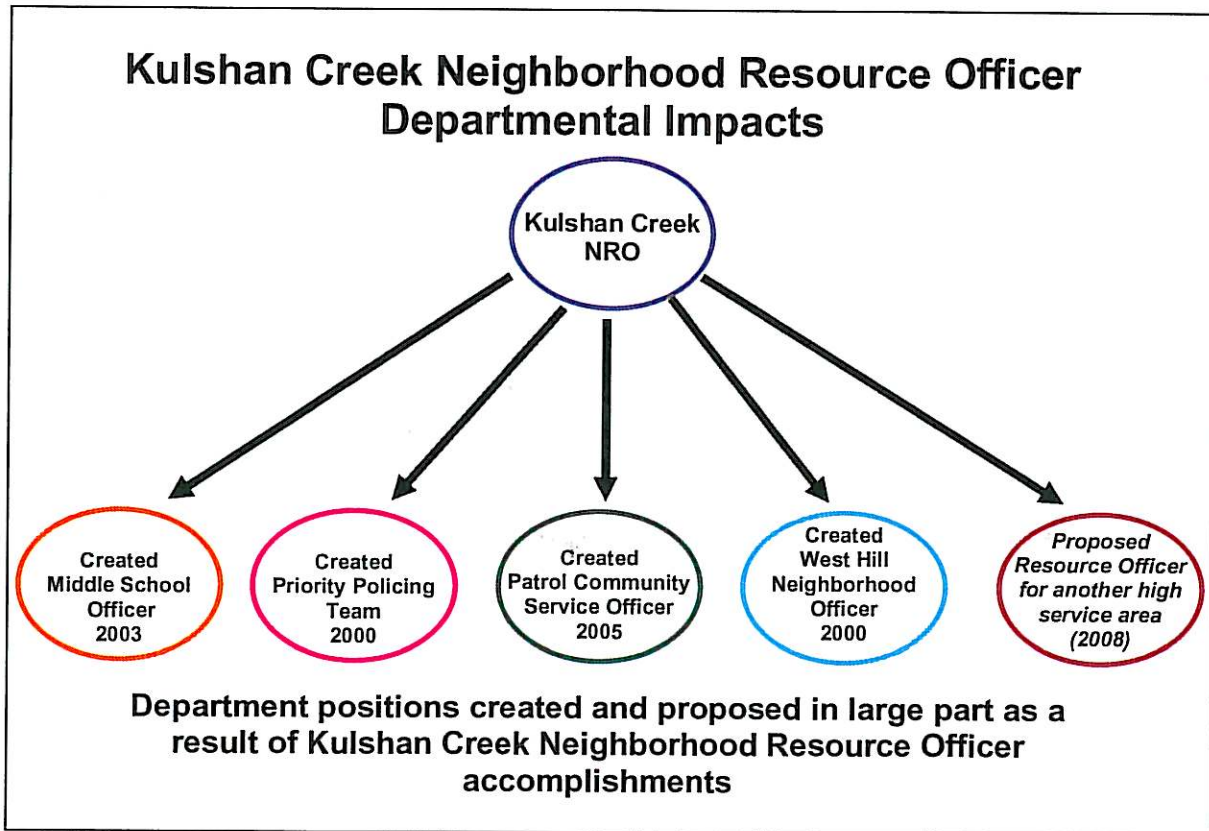 Kulshan Creek Neighborhood Resource Officer
Departmental Impacts
Kulshan Creek
NRO
Created
Middle School
Officer
2003
Created
Priority Policing
Team
2000
Created
Patrol Community
Service Officer
2005
Created
West Hill
Neighborhood
Officer
2000
Proposed
Resource Officer
for another high
service area
(2008)
Department positions created and proposed in large part as a
result of Kulshan Creek Neighborhood Resource Officer
accomplishments